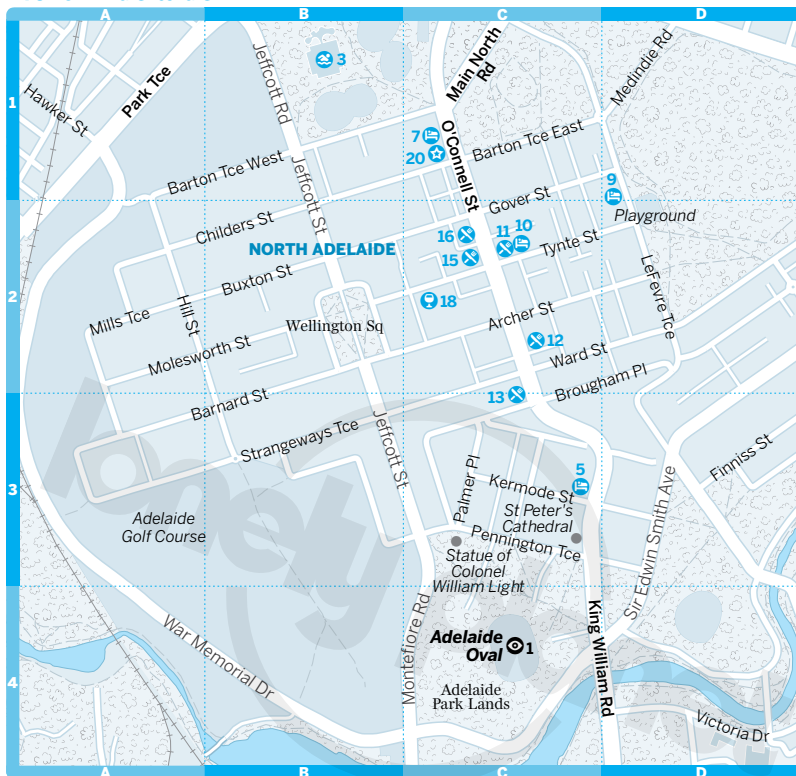 A
B
C
D
1
2
3
4
Hawker St
Park Tce
Jeffcott Rd
3
Main North
Rd
Medindie Rd
7
20
O'Connell St
Barton Tce East
Barton Tce West
Jeffcott St
9
Playground
Gover St
Childers St
16
11
10
NORTH ADELAIDE
15
Tynte St
Buxton St
LeFevre Tce
Hill St
18
Mills Tce
Wellington Sq
Archer St
12
Molesworth St
Ward St
Barnard St
13
Brougham Pl
Strangeways Tce
Jeffcott St
Palmer Pl
5
Kermode St
Finniss St
St Peter's
Cathedral
Adelaide
Golf Course
Pennington Tce
Statue of
Colonel
William Light
Sir Edwin Smith Ave
Montefiore Rd
King William Rd
Adelaide
Oval
1
War Memorial Dr
Adelaide
Park Lands
Victoria Dr
A
B
C
D
lonely